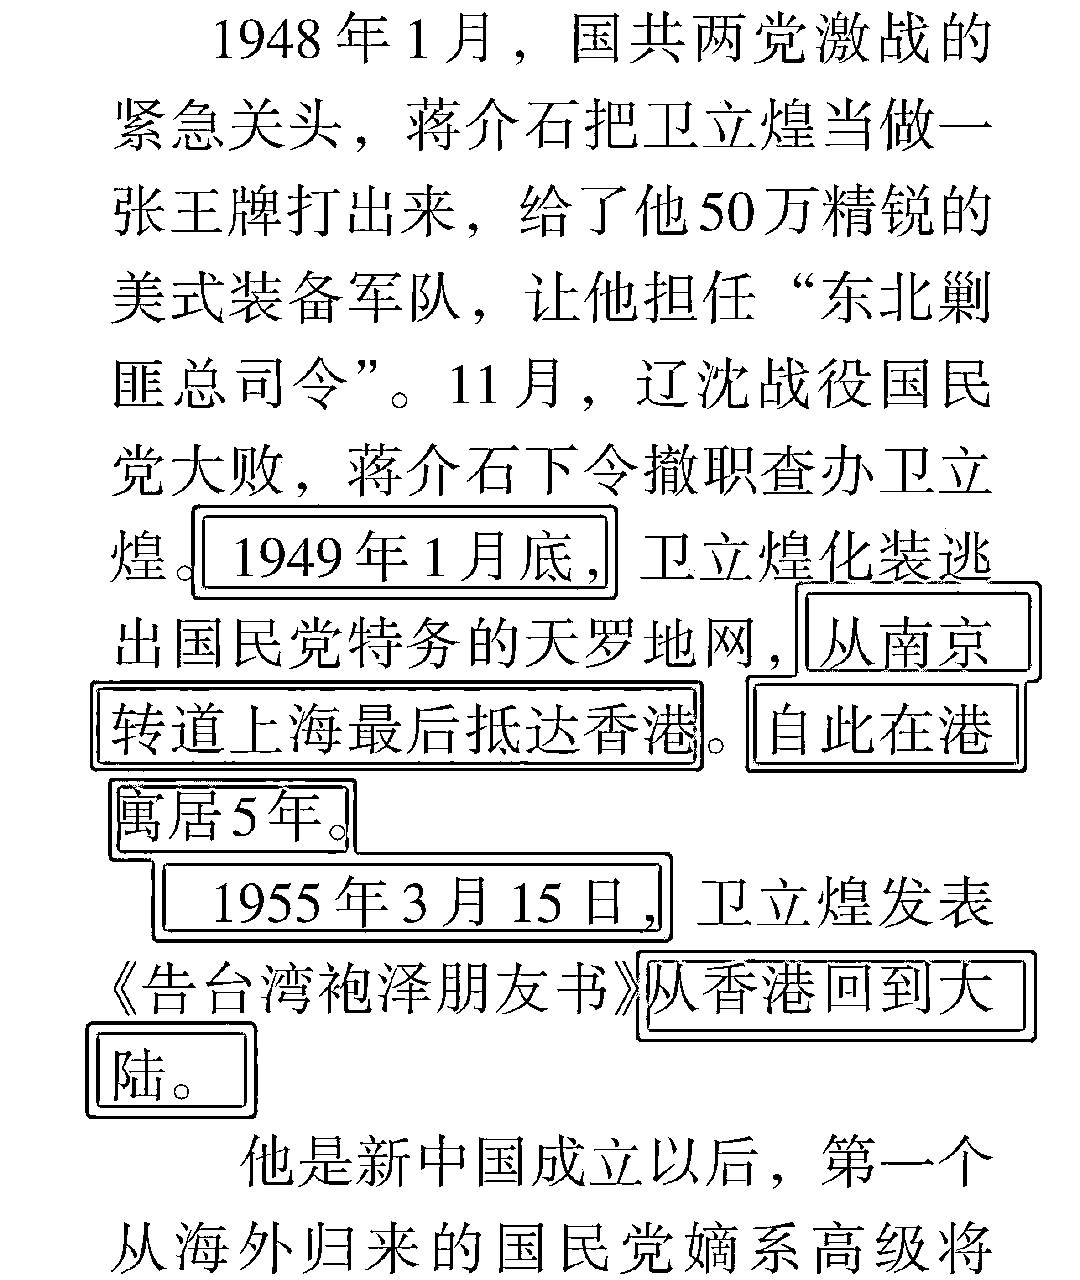 1948年1月，国共两党激战的
紧急关头，蒋介石把卫立煌当做一
张王牌打出来，给了他50万精锐的
美式装备军队，让他担任“东北剿
匪总司令”。11月，辽沈战役国民
党大败，蒋介石下令撤职查办卫立
煌。1949年1月底，卫立煌化装逃
出国民党特务的天罗地网，从南京
转道上海最后抵达香港。自此在港
寓居5年。
1955年3月15日，卫立煌发表
《告台湾袍泽朋友书》从香港回到大
陆。
他是新中国成立以后，第一个
从海外归来的国民党嫡系高级将